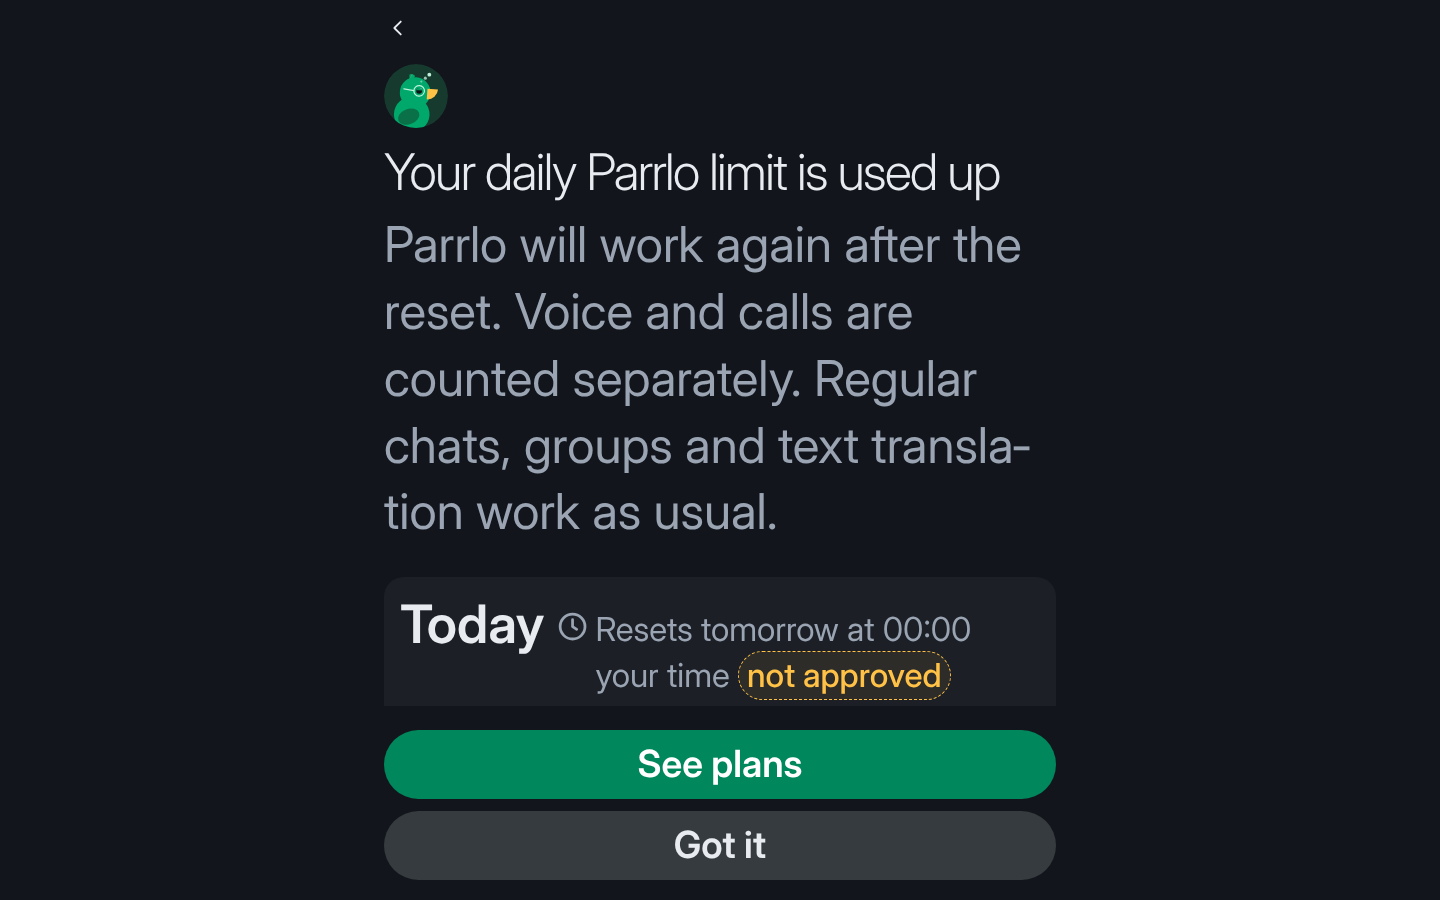 Your daily Parrlo limit is used up
Parrlo will work again after the
reset. Voice and calls are
counted separately. Regular
chats, groups and text transla-
tion work as usual.
Today
Resets tomorrow at 00:00
your time not approved
See plans
Got it